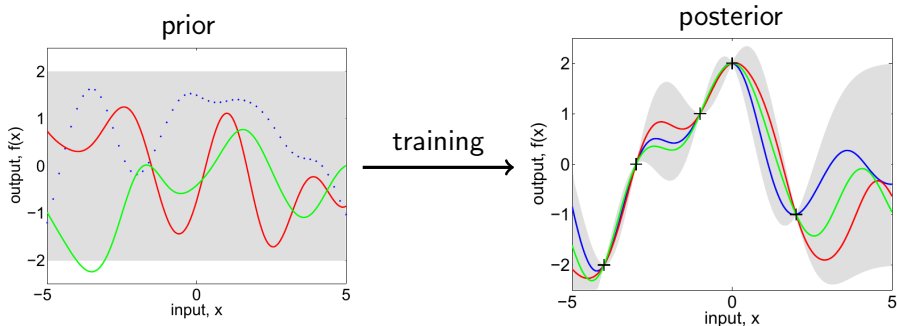 prior
output, f(x)
2
1
0
−1
−2
−5
0
5
input, x
training
posterior
output, f(x)
2
1
0
−1
−2
−5
0
5
input, x